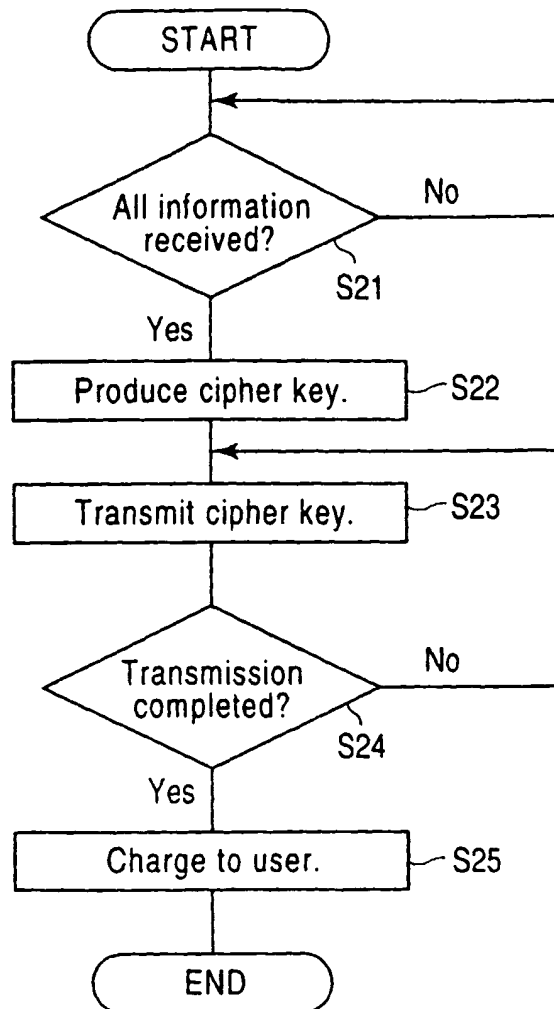 START
All information
received?
No
S21
Yes
Produce cipher key.
S22
Transmit cipher key.
S23
Transmission
completed?
No
S24
Yes
Charge to user.
S25
END